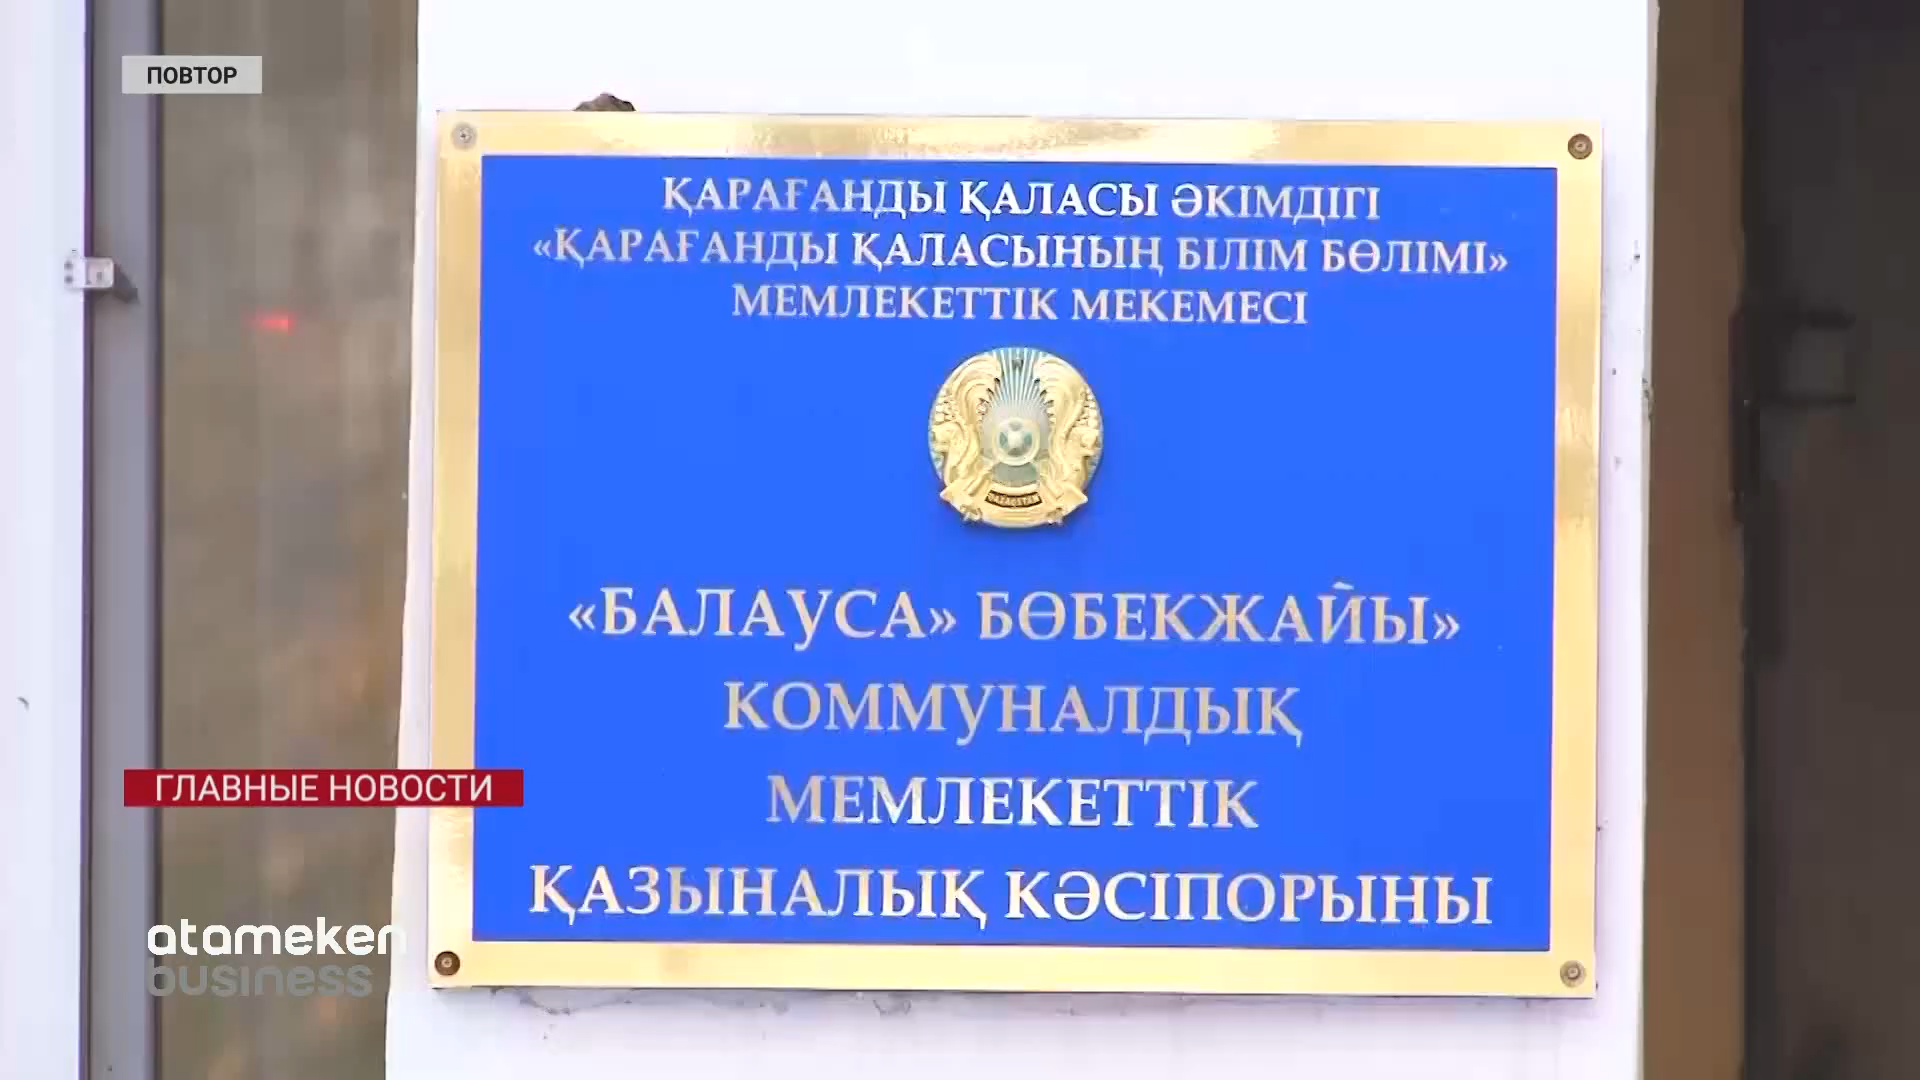 ПОВТОР
ҚАРАҒАНДЫ ҚАЛАСЫ ӘКІМДІГІ
«ҚАРАҒАНДЫ ҚАЛАСЫНЫҢ БІЛІМ БӨЛІМІ»
МЕМЛЕКЕТТІК МЕКЕМЕСІ
«БАЛАУСА» БӨБЕКЖАЙЫ»
КОММУНАЛДЫҚ
МЕМЛЕКЕТТІК
ҚАЗЫНАЛЫҚ КӘСІПОРЫНЫ
ГЛАВНЫЕ НОВОСТИ
atameken
business